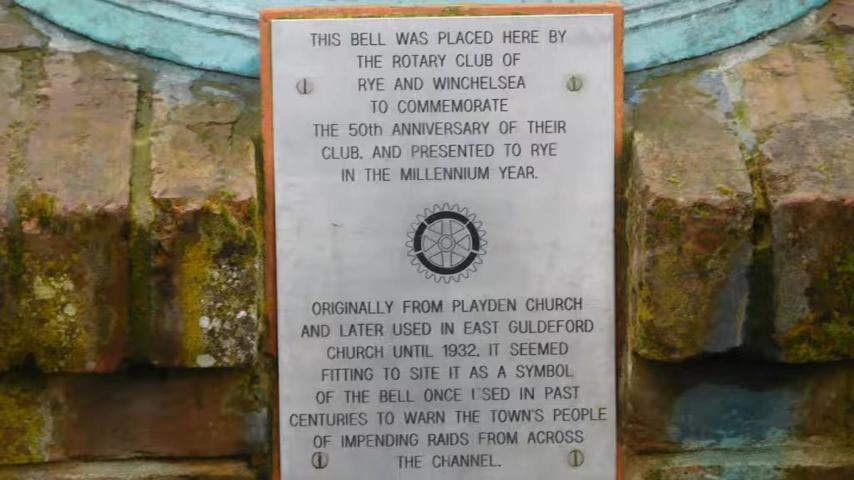 THIS BELL WAS PLACED HERE BY
THE ROTARY CLUB OF
RYE AND WINCHELSEA
TO COMMEMORATE
THE 50th ANNIVERSARY OF THEIR
CLUB. AND PRESENTED TO RYE
IN THE MILLENNIUM YEAR.
ORIGINALLY FROM PLAYDEN CHURCH
AND LATER USED IN EAST GULDEFORD
CHURCH UNTIL 1932. IT SEEMED
FITTING TO SITE IT AS A SYMBOL
OF THE BELL ONCE USED IN PAST
CENTURIES TO WARN THE TOWN'S PEOPLE
OF IMPENDING RAIDS FROM ACROSS
THE CHANNEL.